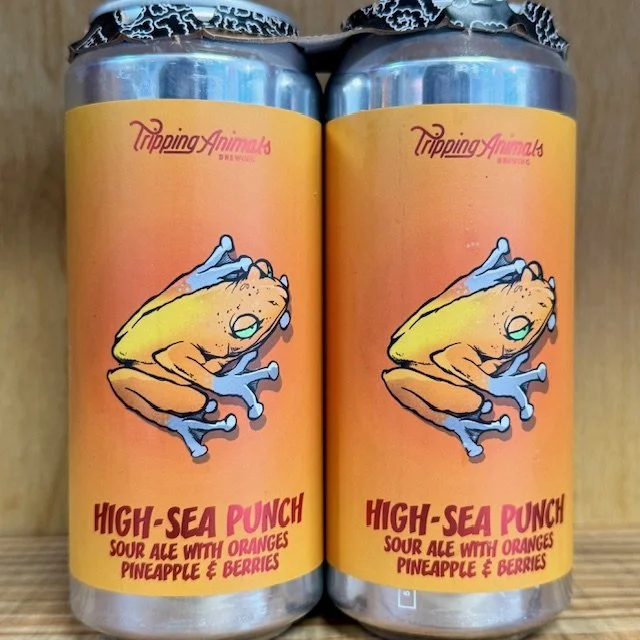 Tripping Animals
BREWING
HIGH-SEA PUNCH
SOUR ALE WITH ORANGES
PINEAPPLE & BERRIES
Tripping Animals
BREWING
HIGH-SEA PUNCH
SOUR ALE WITH ORANGES
PINEAPPLE & BERRIES